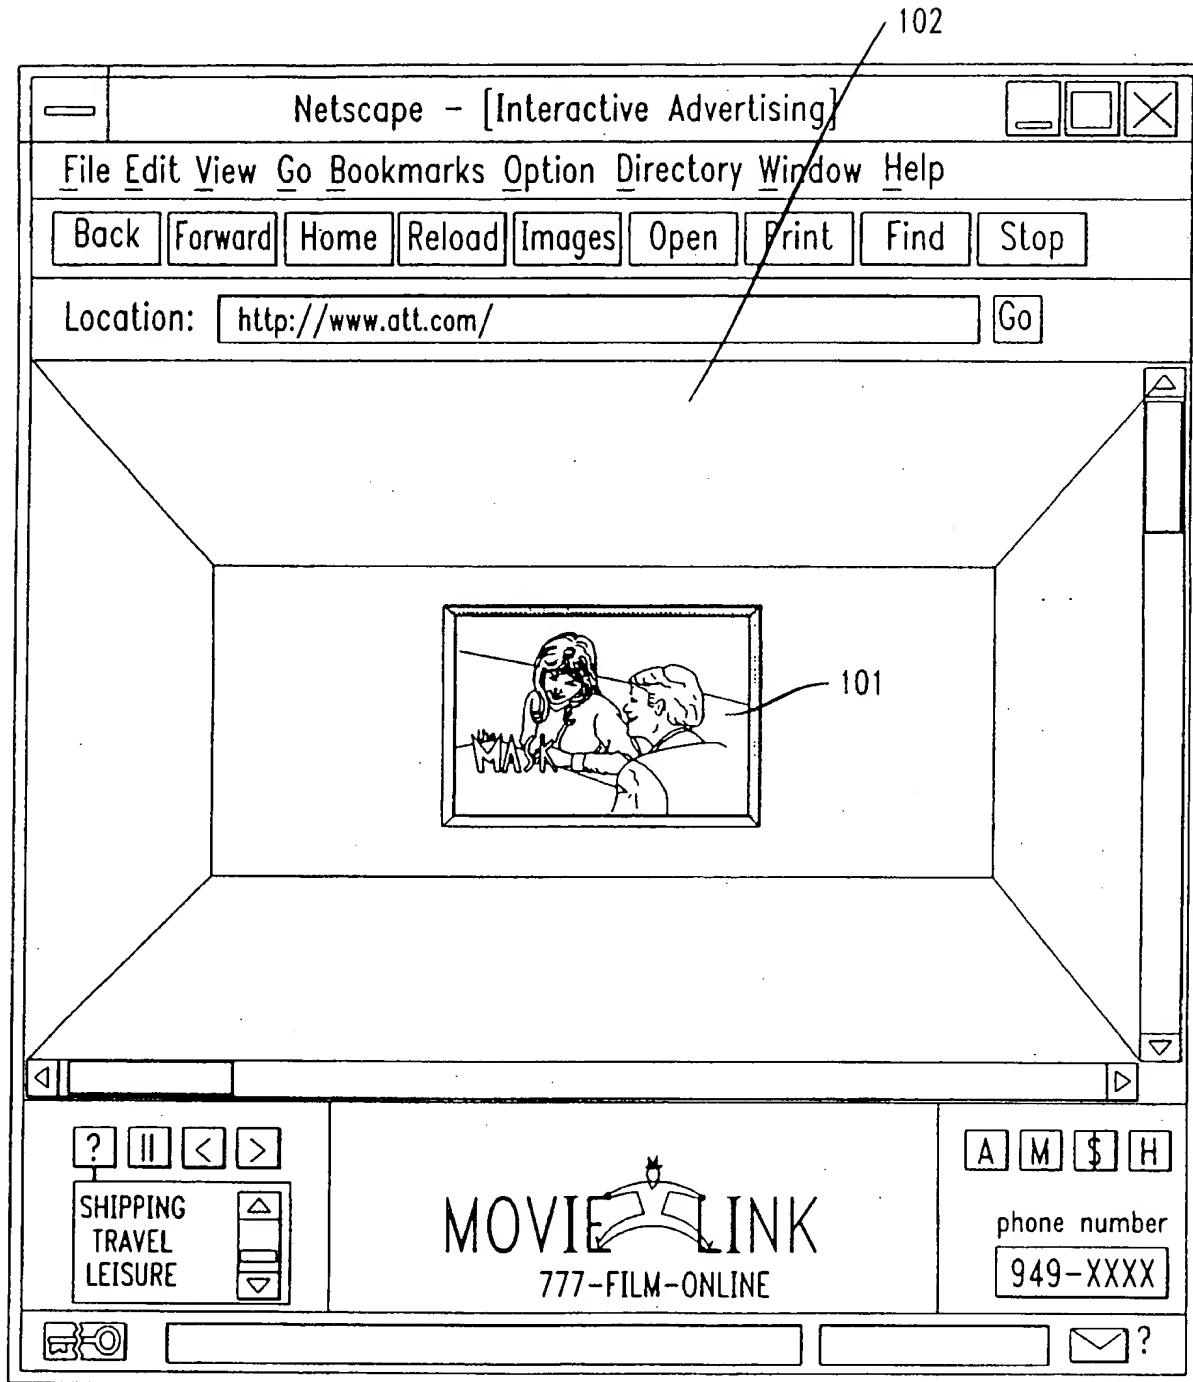 102
Netscape - [Interactive Advertising]
File Edit View Go Bookmarks Option Directory Window Help
Back Forward Home Reload Images Open Print Find Stop
Location: http://www.att.com/ Go
101
MASK
? || < > A M $ H
SHIPPING
TRAVEL
LEISURE
MOVIE LINK
777-FILM-ONLINE
phone number
949-XXXX
?